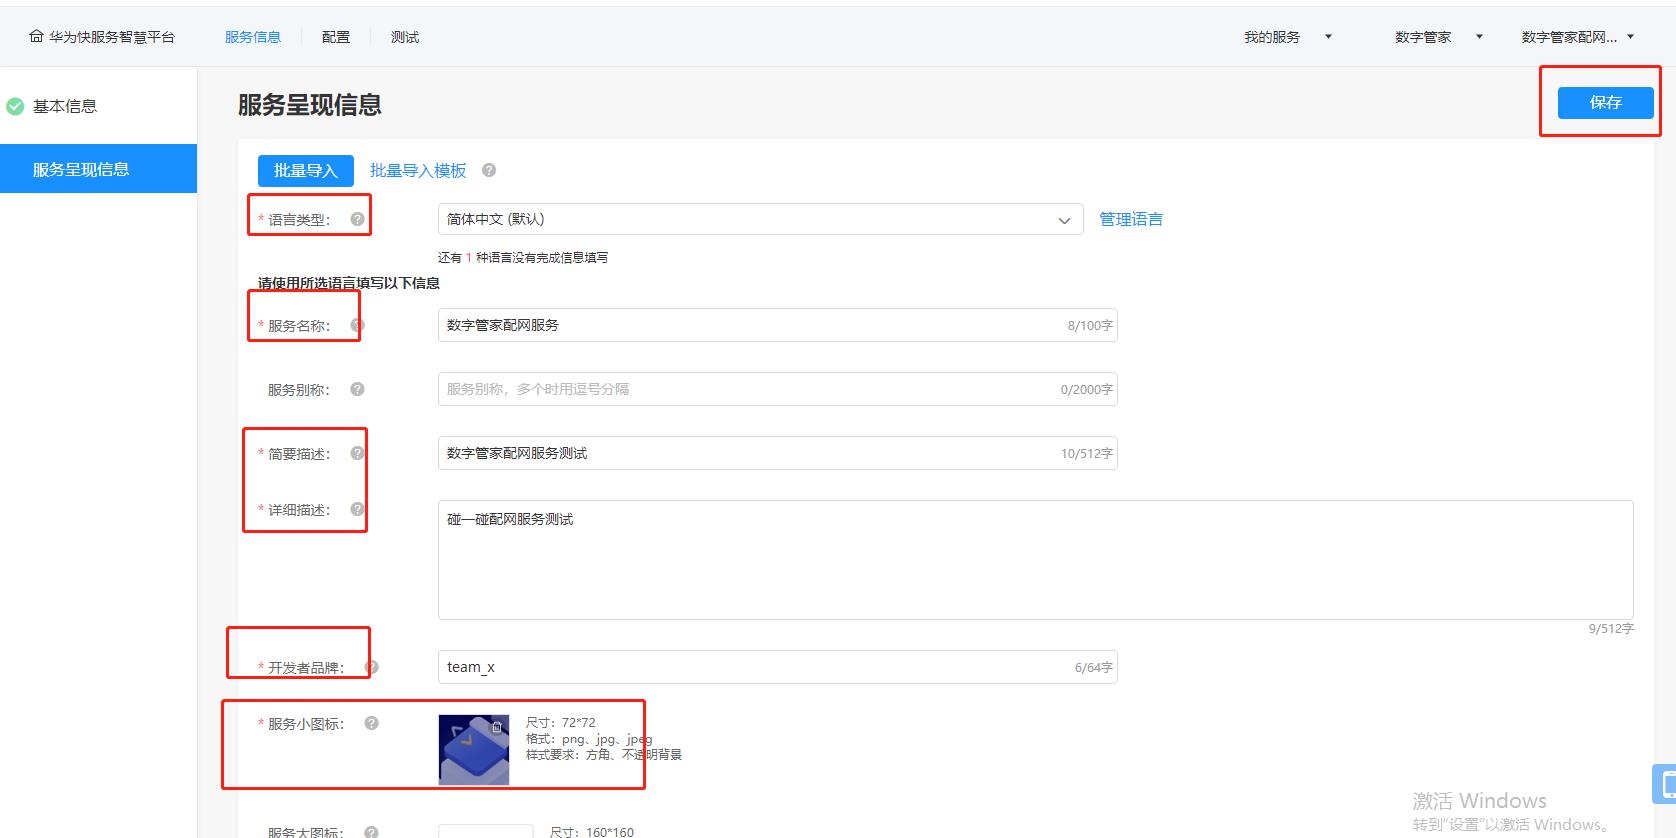 华为快服务智慧平台 服务信息 配置 测试 我的服务 数字管家 数字管家配网...
基本信息
服务呈现信息
服务呈现信息
保存
批量导入 批量导入模板 ?
* 语言类型: ? 简体中文 (默认) 管理语言
还有 1 种语言没有完成信息填写
请使用所选语言填写以下信息
* 服务名称: ? 数字管家配网服务 8/100字
服务别称: ? 服务别称，多个时用逗号分隔 0/2000字
* 简要描述: ? 数字管家配网服务测试 10/512字
* 详细描述: ? 碰一碰配网服务测试
9/512字
* 开发者品牌: ? team_x 6/64字
* 服务小图标: ? 尺寸：72*72
格式：png、jpg、jpeg
样式要求：方角、不透明背景
服务大图标: ? 尺寸：160*160
激活 Windows
转到"设置"以激活 Windows。